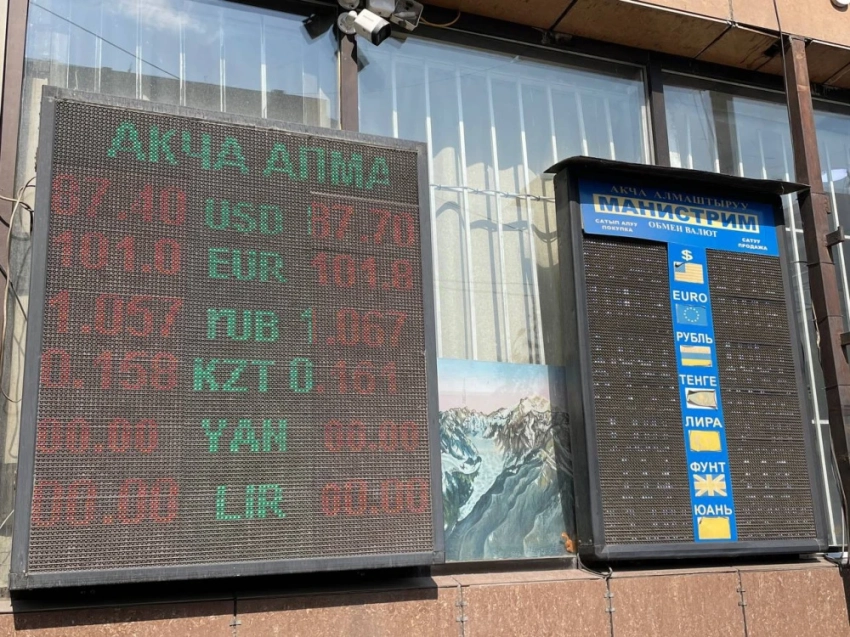 АКЧА АЛМА
87.40 USD
101.0 EUR 101.8
1.057 RUB 1.067
0.158 KZT 0.161
00.00 YAN 00.00
00.00 LIR 00.00
АКЧА АЛМАШТЫРУУ
МАНИСТРИМ
САТЫП АЛУУ
ПОКУПКА
ОБМЕН ВАЛЮТ
САТУУ
ПРОДАЖА
$
EURO
РУБЛЬ
ТЕНГЕ
ЛИРА
ФУНТ
ЮАНЬ